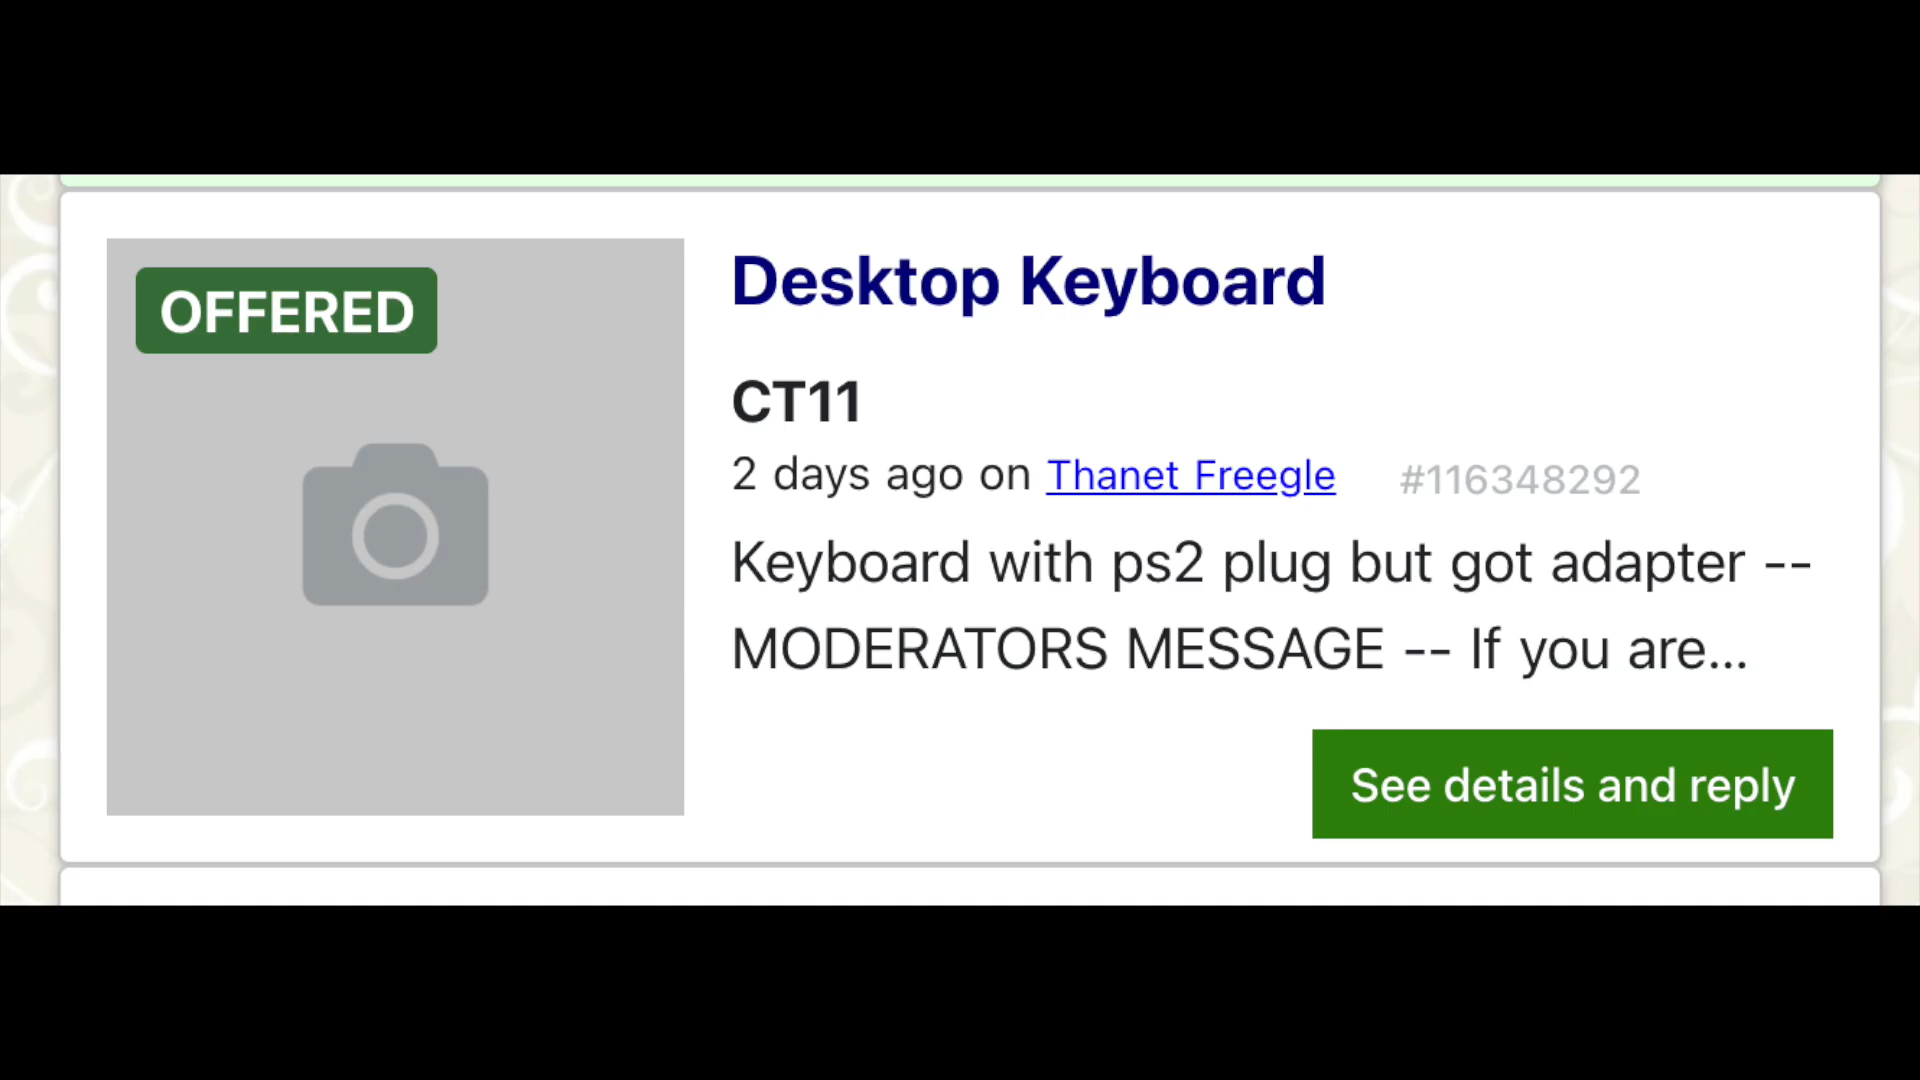 OFFERED
Desktop Keyboard
CT11
2 days ago on Thanet Freegle #116348292
Keyboard with ps2 plug but got adapter --
MODERATORS MESSAGE -- If you are...
See details and reply